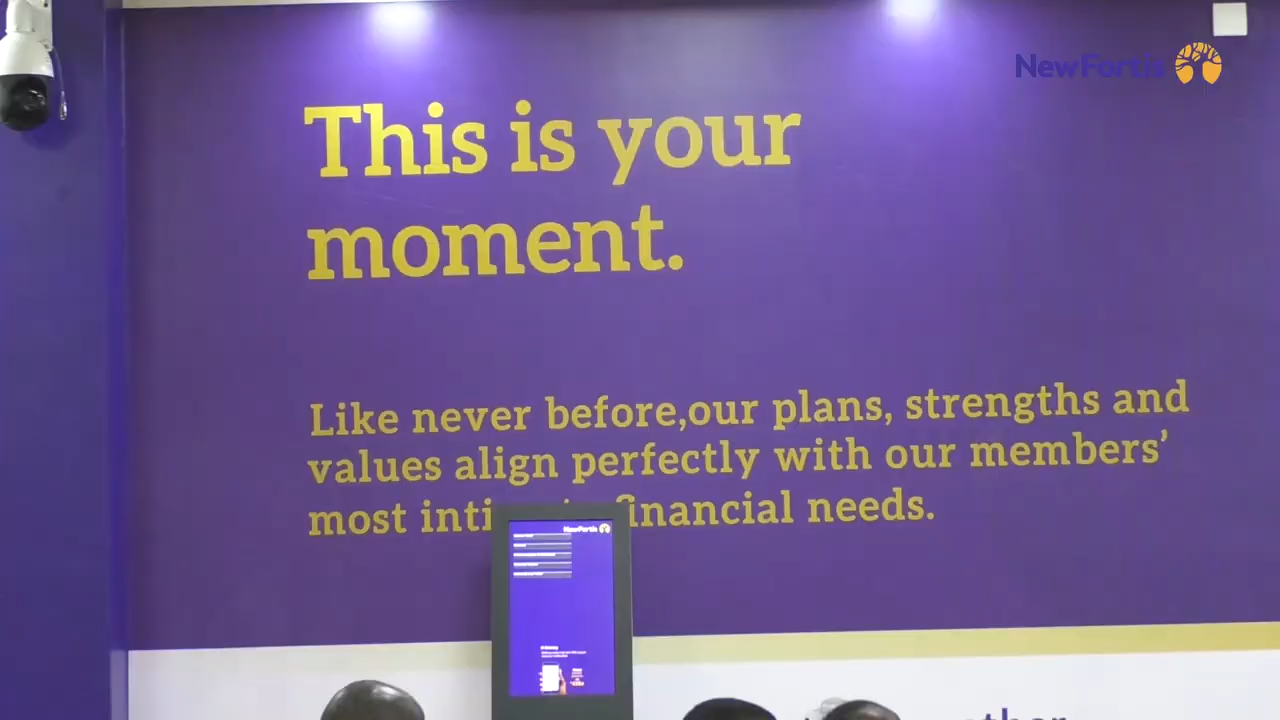 NewFortis
This is your
moment.
Like never before,our plans, strengths and
values align perfectly with our members’
most inti financial needs.
NewFortis